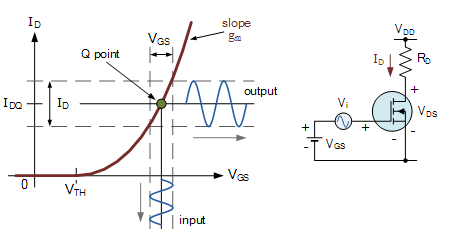 I_D
V_GS
slope
g_m
Q point
I_DQ
I_D
output
0
V_TH
V_GS
input
V_DD
I_D
R_D
+
V_i
V_DS
+
+
-
V_GS
-
-